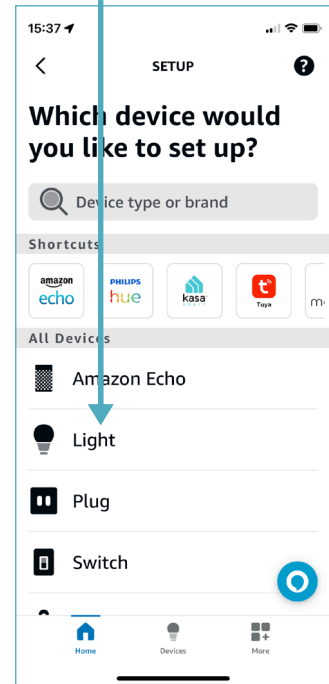 15:37
SETUP
?
Which device would
you like to set up?
Device type or brand
Shortcuts
amazon
echo
PHILIPS
hue
kasa
Tuya
All Devices
Amazon Echo
Light
Plug
Switch
Home
Devices
More